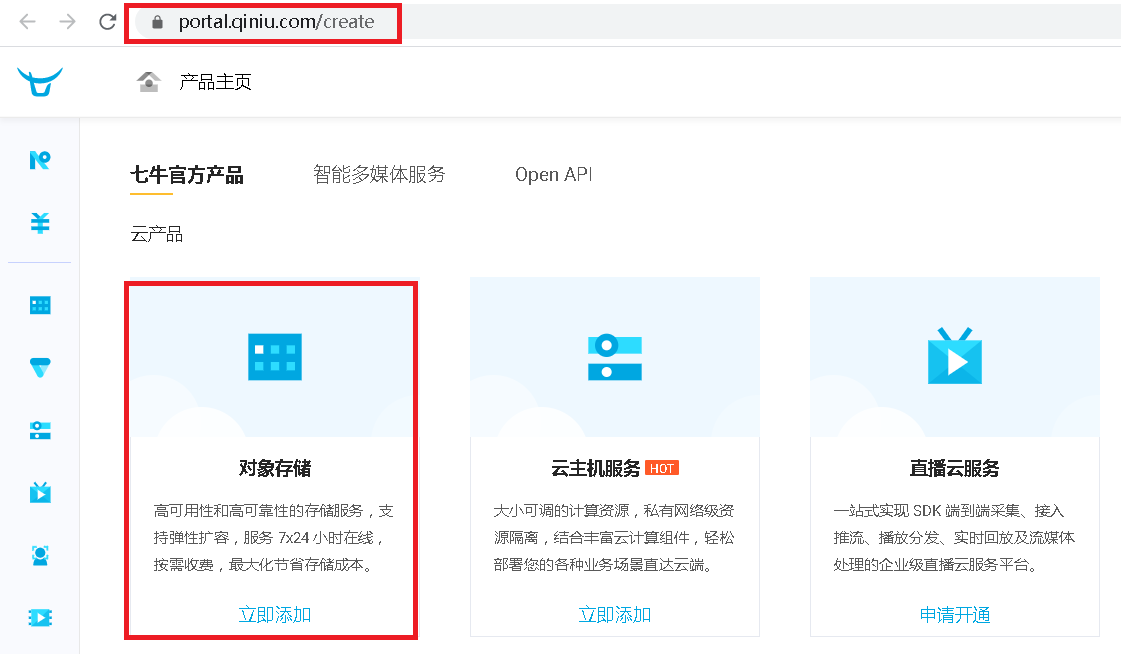 portal.qiniu.com/create
产品主页
七牛官方产品 智能多媒体服务 Open API
云产品
对象存储
高可用性和高可靠性的存储服务，支
持弹性扩容，服务 7x24 小时在线，
按需收费，最大化节省存储成本。
立即添加
云主机服务 HOT
大小可调的计算资源，私有网络级资
源隔离，结合丰富云计算组件，轻松
部署您的各种业务场景直达云端。
立即添加
直播云服务
一站式实现 SDK 端到端采集、接入
推流、播放分发、实时回放及流媒体
处理的企业级直播云服务平台。
申请开通